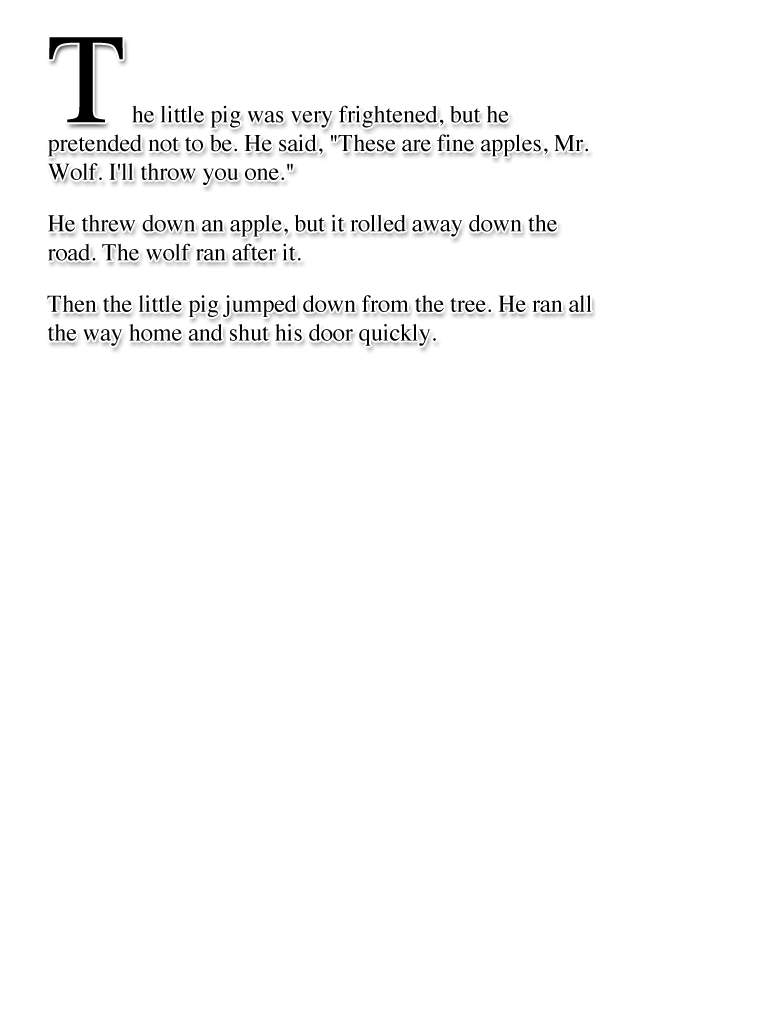 The little pig was very frightened, but he
pretended not to be. He said, "These are fine apples, Mr.
Wolf. I'll throw you one."
He threw down an apple, but it rolled away down the
road. The wolf ran after it.
Then the little pig jumped down from the tree. He ran all
the way home and shut his door quickly.